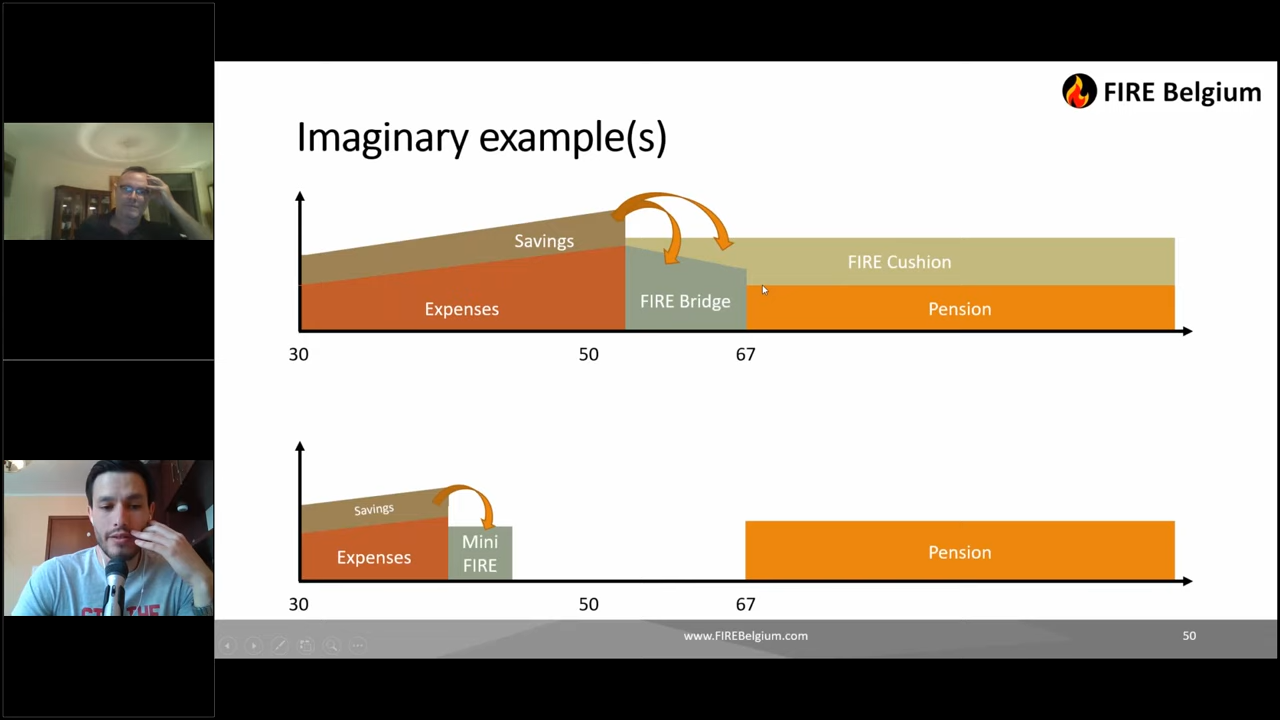 FIRE Belgium
Imaginary example(s)
Savings
Expenses
FIRE Bridge
FIRE Cushion
Pension
30
50
67
Savings
Expenses
Mini
FIRE
Pension
30
50
67
www.FIREBelgium.com
50